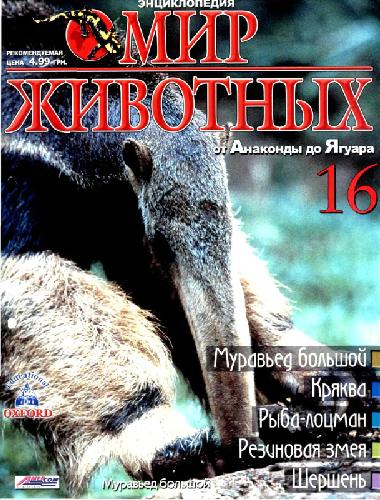 ЭНЦИКЛОПЕДИЯ
РЕКОМЕНДУЕМАЯ
ЦЕНА 4.99 ГРН.
МИР
ЖИВОТНЫХ
от Анаконды до Ягуара
16
Муравьед большой
Кряква
Рыба-лоцман
Резиновая змея
Шершень
OXFORD
Муравьед большой